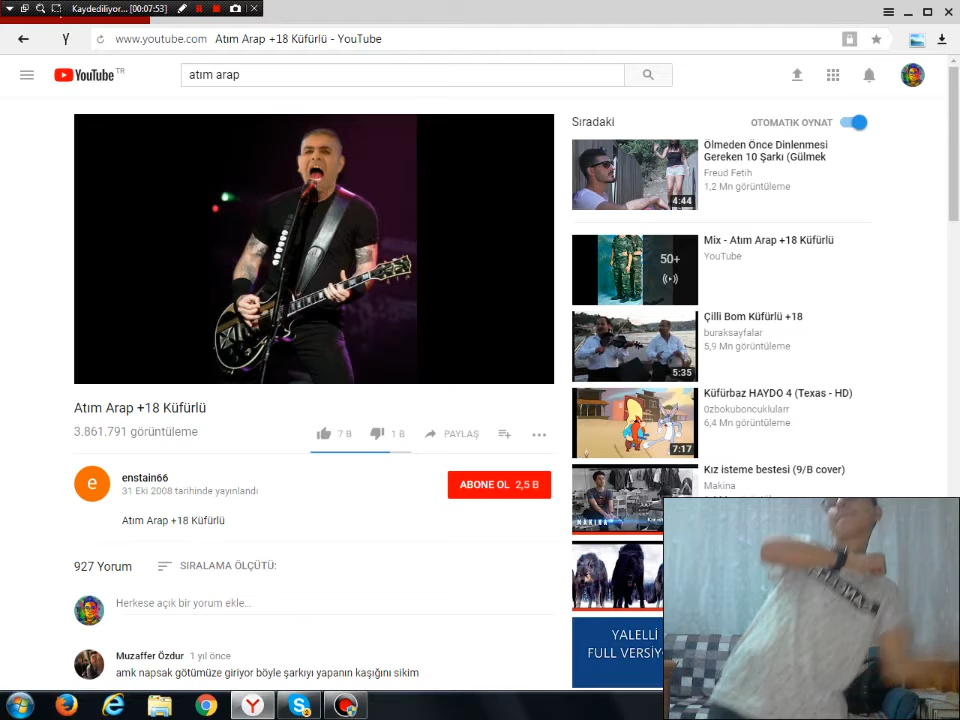 Kaydediliyor... [00:07:53]
www.youtube.com Atım Arap +18 Küfürlü - YouTube
YouTube TR
atım arap
Sıradaki
OTOMATIK OYNAT
Ölmeden Önce Dinlenmesi
Gereken 10 Şarkı (Gülmek
Freud Fetih
1,2 Mn görüntüleme
4:44
Mix - Atım Arap +18 Küfürlü
YouTube
50+
Çilli Bom Küfürlü +18
buraksayfalar
5,9 Mn görüntüleme
5:35
Küfürbaz HAYDO 4 (Texas - HD)
0zbokuboncuklularr
6,4 Mn görüntüleme
7:17
Kız isteme bestesi (9/B cover)
Makina
MAKINA
YALELLI
FULL VERSİY
Atım Arap +18 Küfürlü
3.861.791 görüntüleme
7 B
1 B
PAYLAŞ
enstain66
31 Eki 2008 tarihinde yayınlandı
ABONE OL 2,5 B
Atım Arap +18 Küfürlü
927 Yorum
SIRALAMA ÖLÇÜTÜ:
Herkese açık bir yorum ekle...
Muzaffer Özdur 1 yıl önce
amk napsak götümüze giriyor böyle şarkıyı yapanın kaşığını sikim